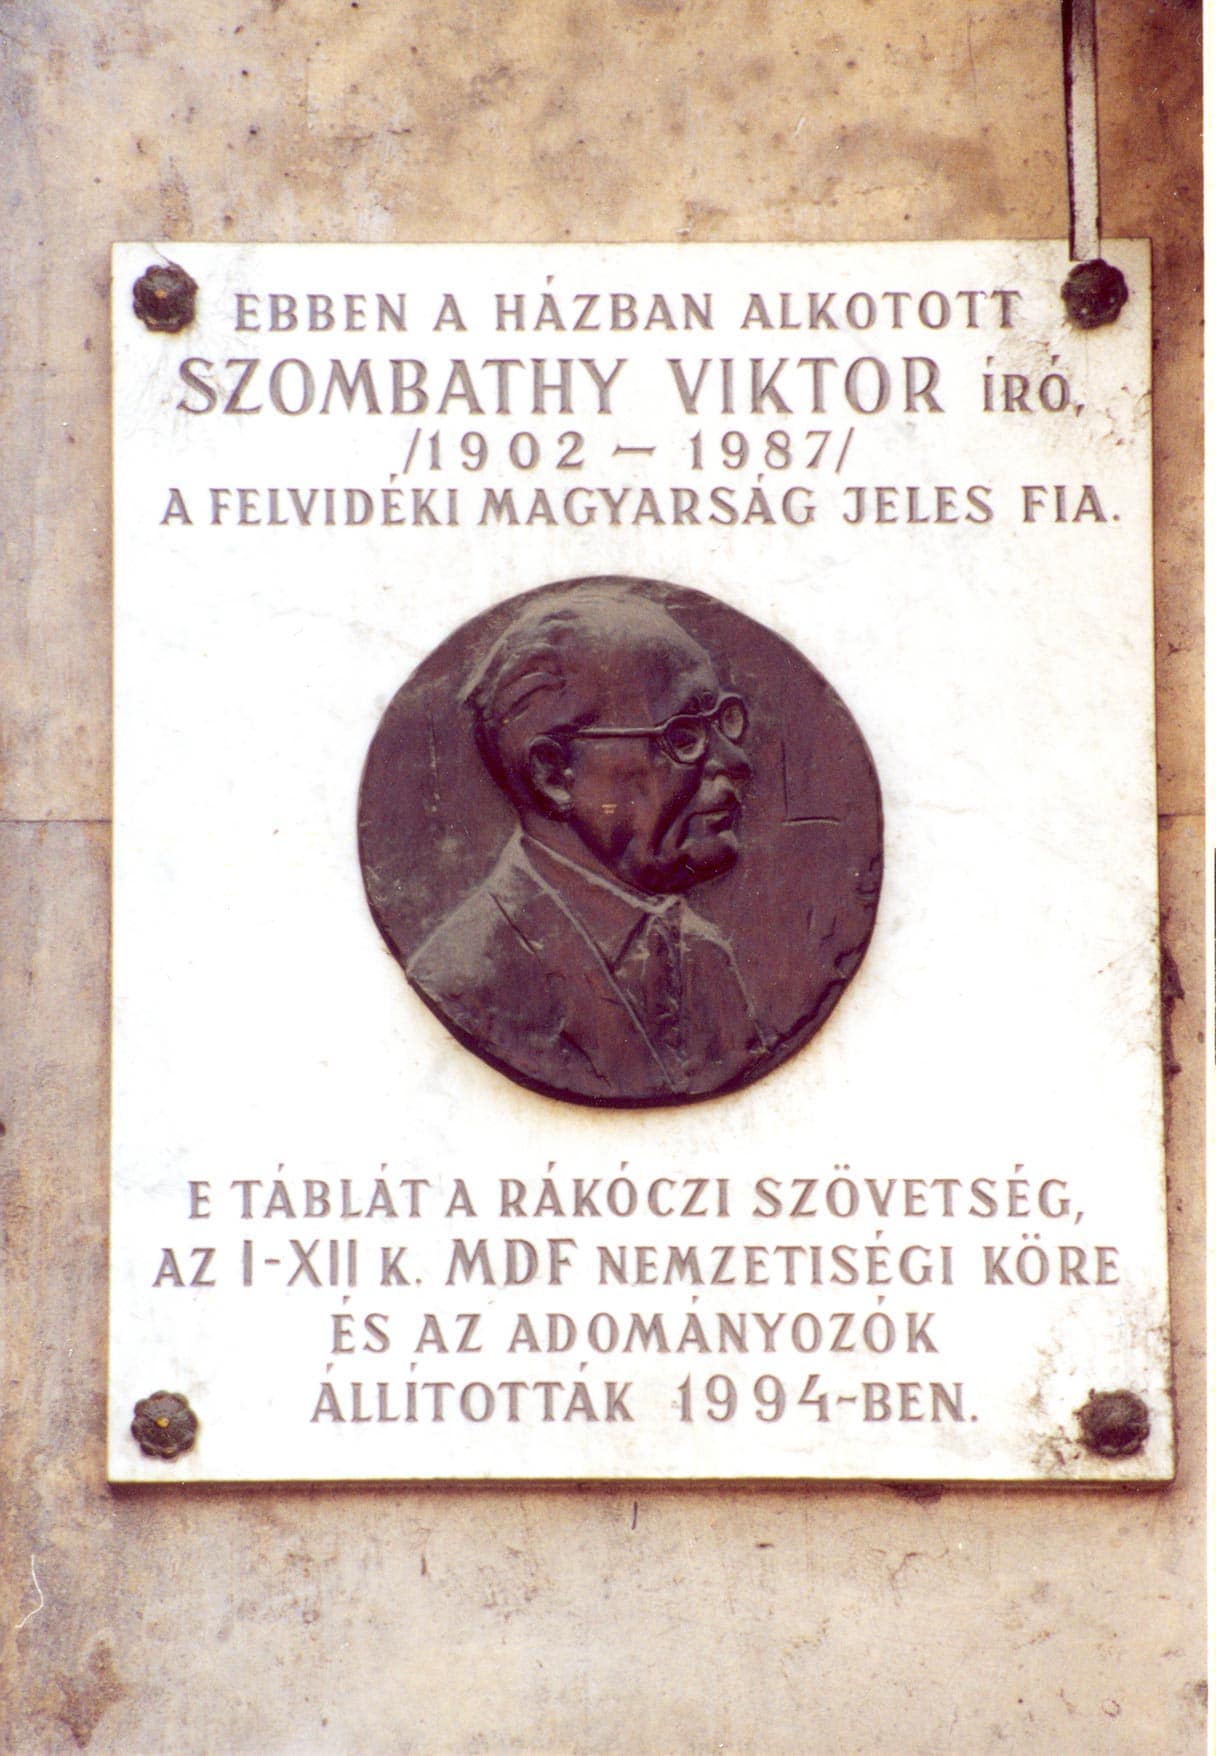 EBBEN A HÁZBAN ALKOTOTT
SZOMBATHY VIKTOR ÍRÓ,
/1902 – 1987/
A FELVIDÉKI MAGYARSÁG JELES FIA.
E TÁBLÁT A RÁKÓCZI SZÖVETSÉG,
AZ I-XII K. MDF NEMZETISÉGI KÖRE
ÉS AZ ADOMÁNYOZÓK
ÁLLÍTOTTÁK 1994-BEN.